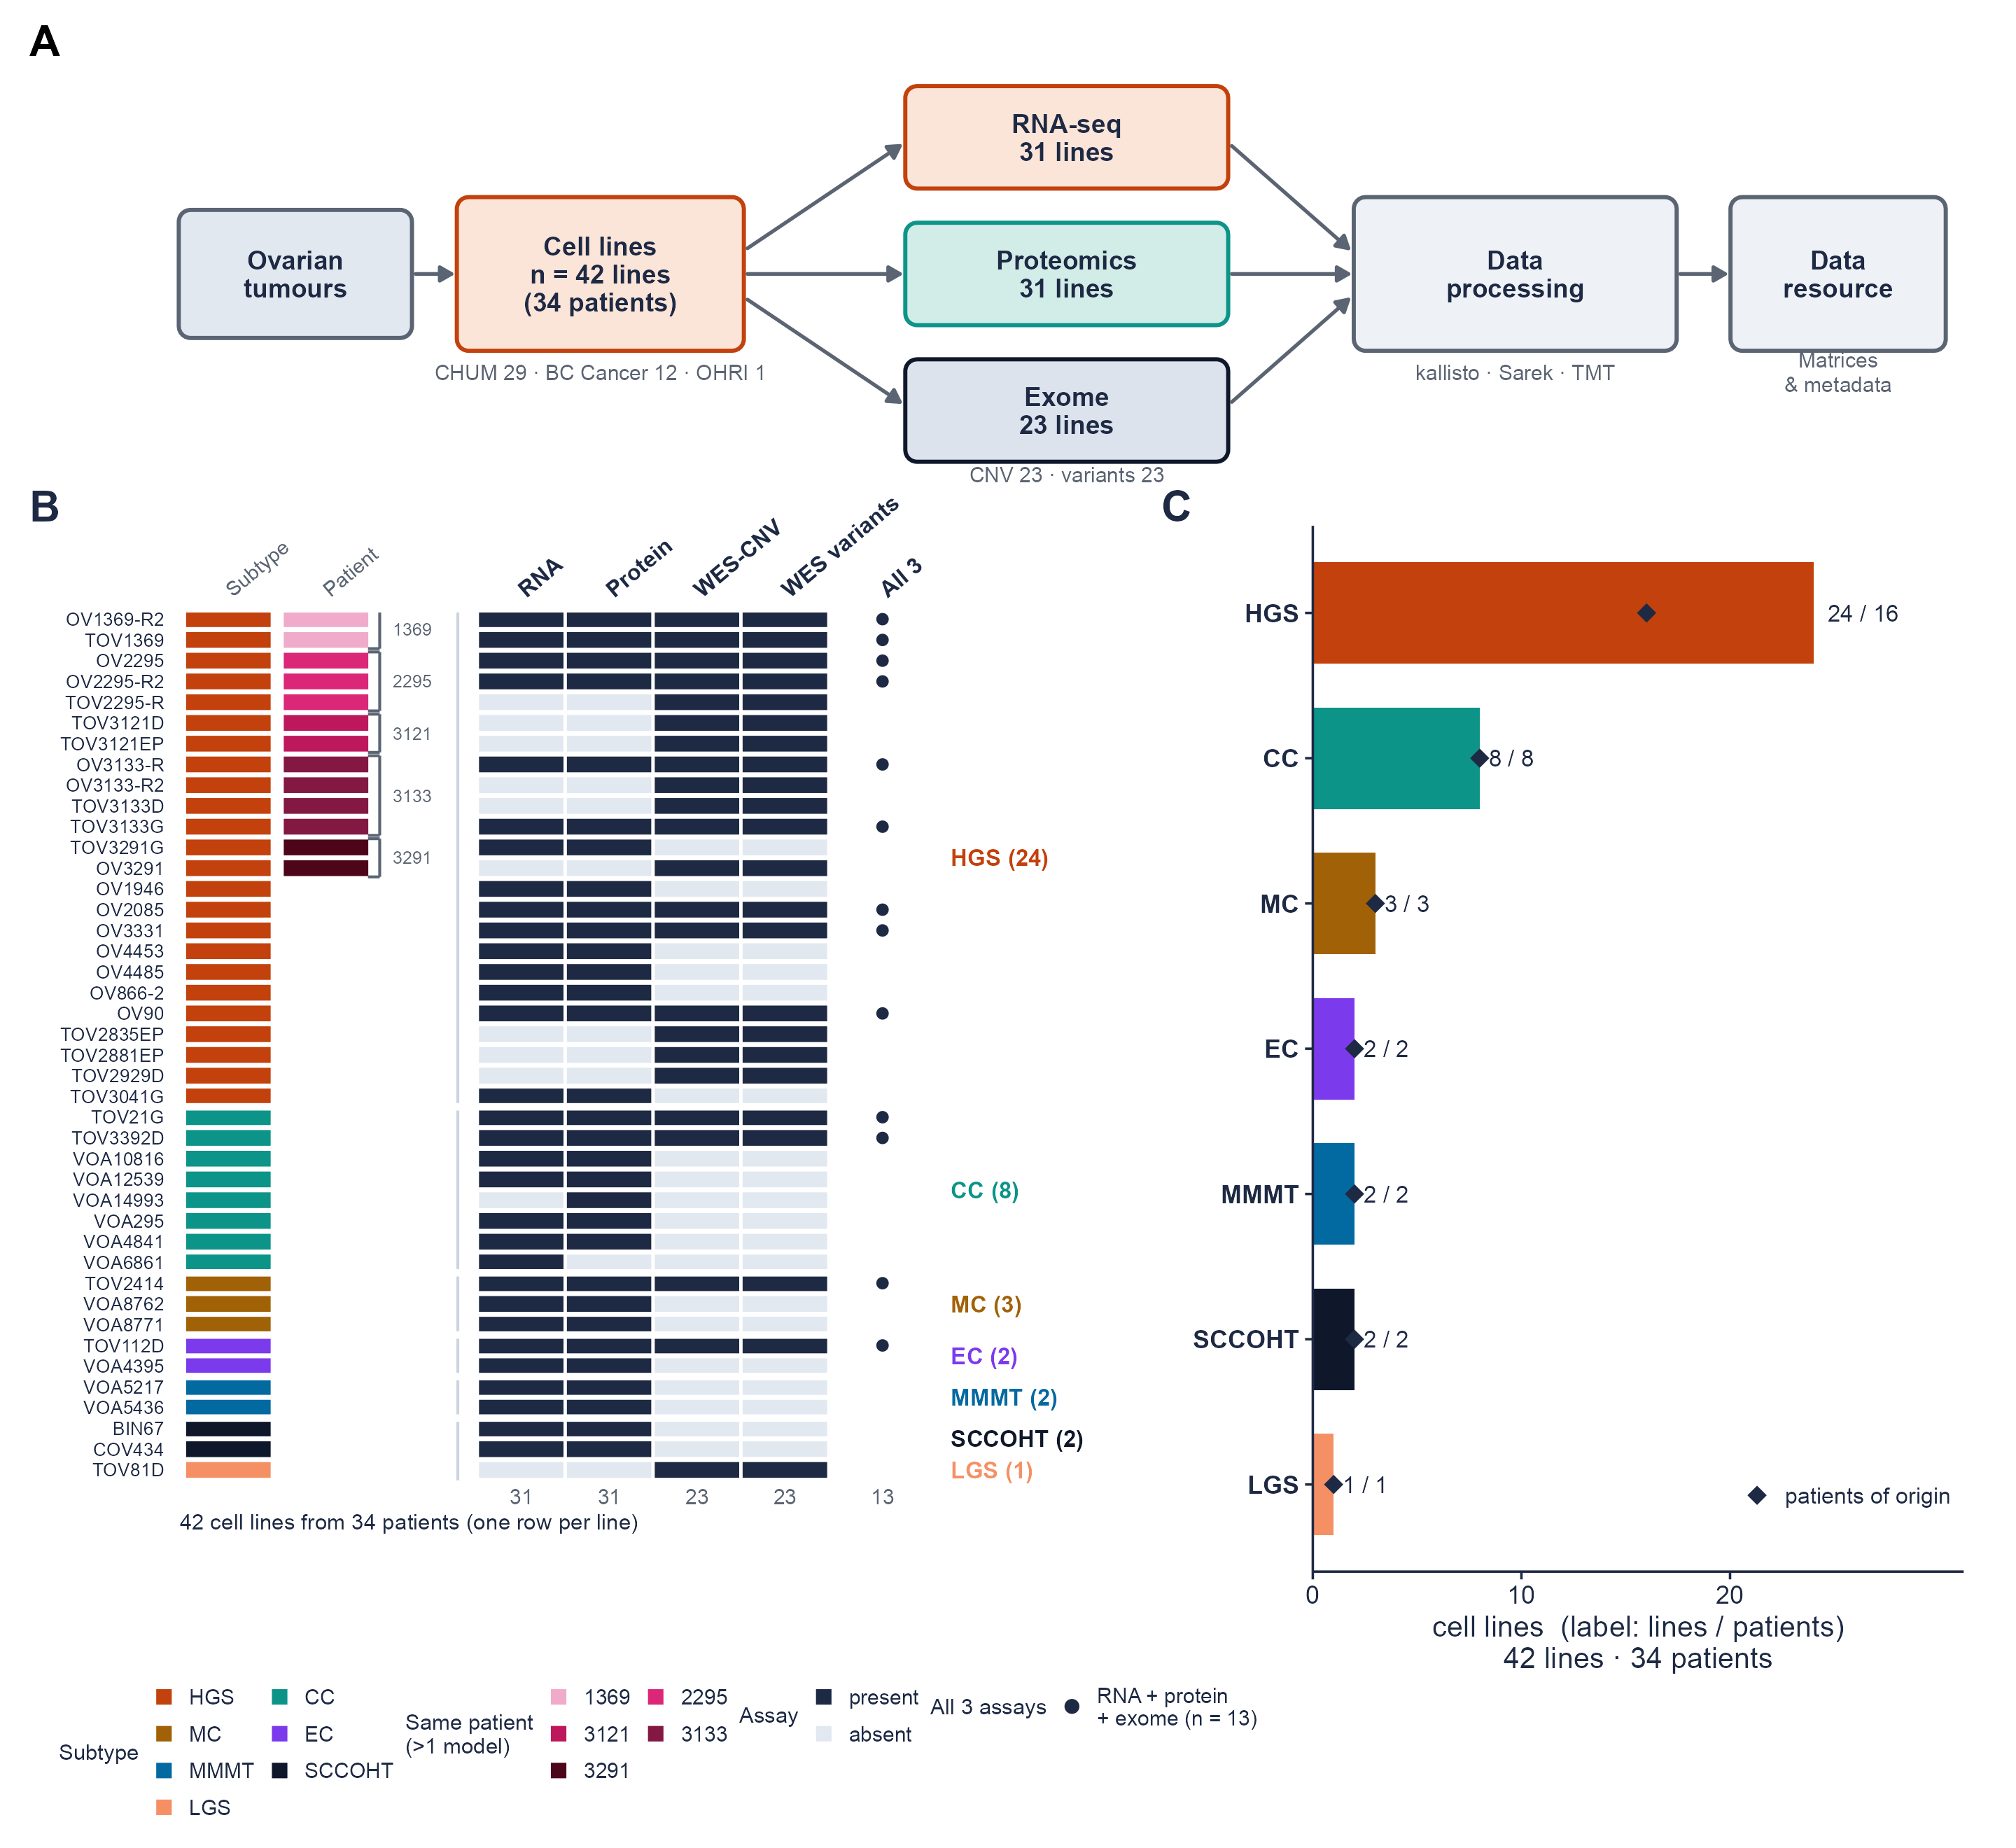 A
Ovarian
tumours
Cell lines
n = 42 lines
(34 patients)
CHUM 29 · BC Cancer 12 · OHRI 1
RNA-seq
31 lines
Proteomics
31 lines
Exome
23 lines
CNV 23 · variants 23
Data
processing
kallisto · Sarek · TMT
Data
resource
Matrices
& metadata
B
Subtype
Patient
RNA
Protein
WES-CNV
WES variants
All 3
OV1369-R2
TOV1369
OV2295
OV2295-R2
TOV2295-R
TOV3121D
TOV3121EP
OV3133-R
OV3133-R2
TOV3133D
TOV3133G
TOV3291G
OV3291
OV1946
OV2085
OV3331
OV4453
OV4485
OV866-2
OV90
TOV2835EP
TOV2881EP
TOV2929D
TOV3041G
TOV21G
TOV3392D
VOA10816
VOA12539
VOA14993
VOA295
VOA4841
VOA6861
TOV2414
VOA8762
VOA8771
TOV112D
VOA4395
VOA5217
VOA5436
BIN67
COV434
TOV81D
1369
2295
3121
3133
3291
HGS (24)
CC (8)
MC (3)
EC (2)
MMMT (2)
SCCOHT (2)
LGS (1)
31 31 23 23 13
42 cell lines from 34 patients (one row per line)
C
HGS 24 / 16
CC 8 / 8
MC 3 / 3
EC 2 / 2
MMMT 2 / 2
SCCOHT 2 / 2
LGS 1 / 1
patients of origin
0 10 20
cell lines (label: lines / patients)
42 lines · 34 patients
Subtype
HGS
MC
MMMT
LGS
CC
EC
SCCOHT
Same patient
(>1 model)
1369
3121
3291
2295
3133
Assay
present
absent
All 3 assays
RNA + protein
+ exome (n = 13)